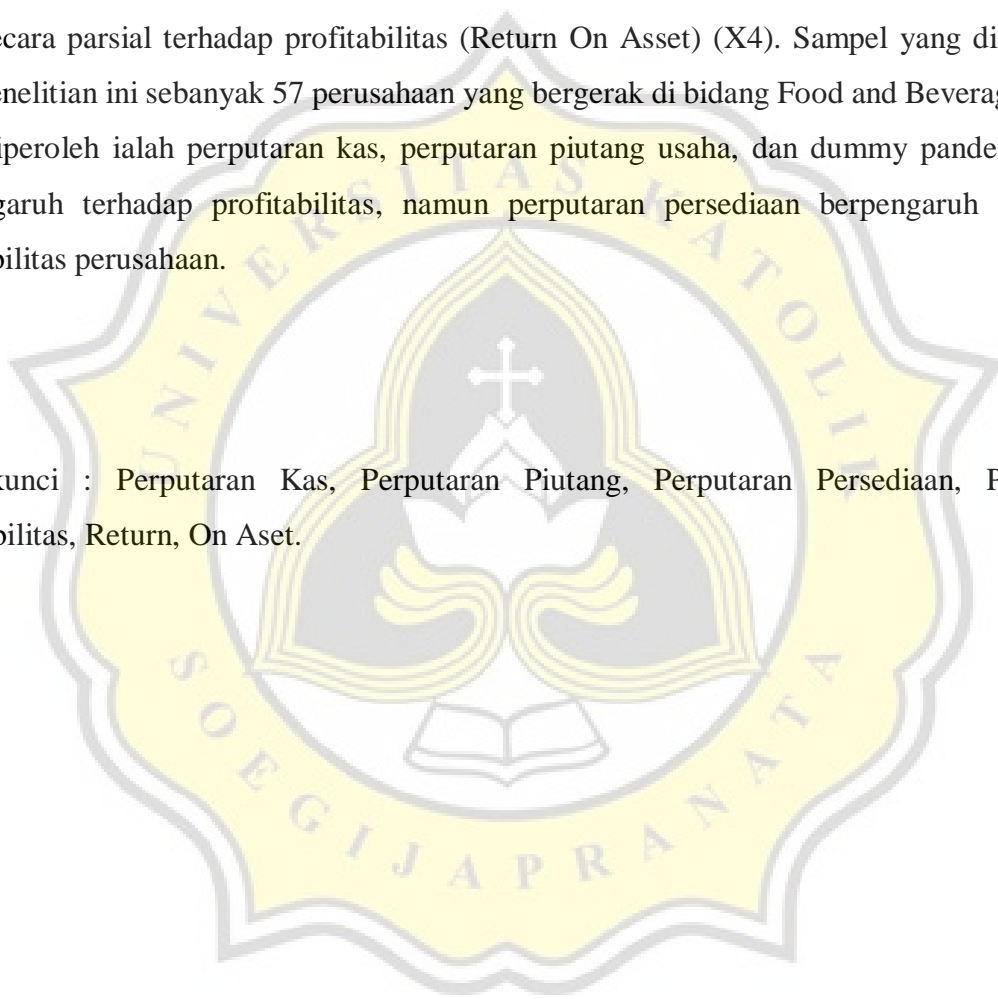 ecara parsial terhadap profitabilitas (Return On Asset) (X4). Sampel yang di
enelitian ini sebanyak 57 perusahaan yang bergerak di bidang Food and Beverag
iperoleh ialah perputaran kas, perputaran piutang usaha, dan dummy pande
garuh terhadap profitabilitas, namun perputaran persediaan berpengaruh
bilitas perusahaan.
kunci : Perputaran Kas, Perputaran Piutang, Perputaran Persediaan, P
bilitas, Return, On Aset.
UNIVERSITAS KATOLIK
SOEGIJAPRANATA